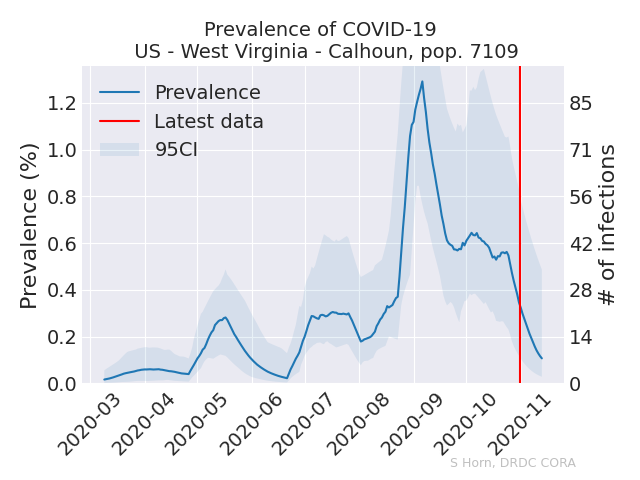 Prevalence of COVID-19
US - West Virginia - Calhoun, pop. 7109
Prevalence
Latest data
95CI
Prevalence (%)
1.2
1.0
0.8
0.6
0.4
0.2
0.0
85
71
56
42
28
14
0
# of infections
2020-03
2020-04
2020-05
2020-06
2020-07
2020-08
2020-09
2020-10
2020-11
S Horn, DRDC CORA